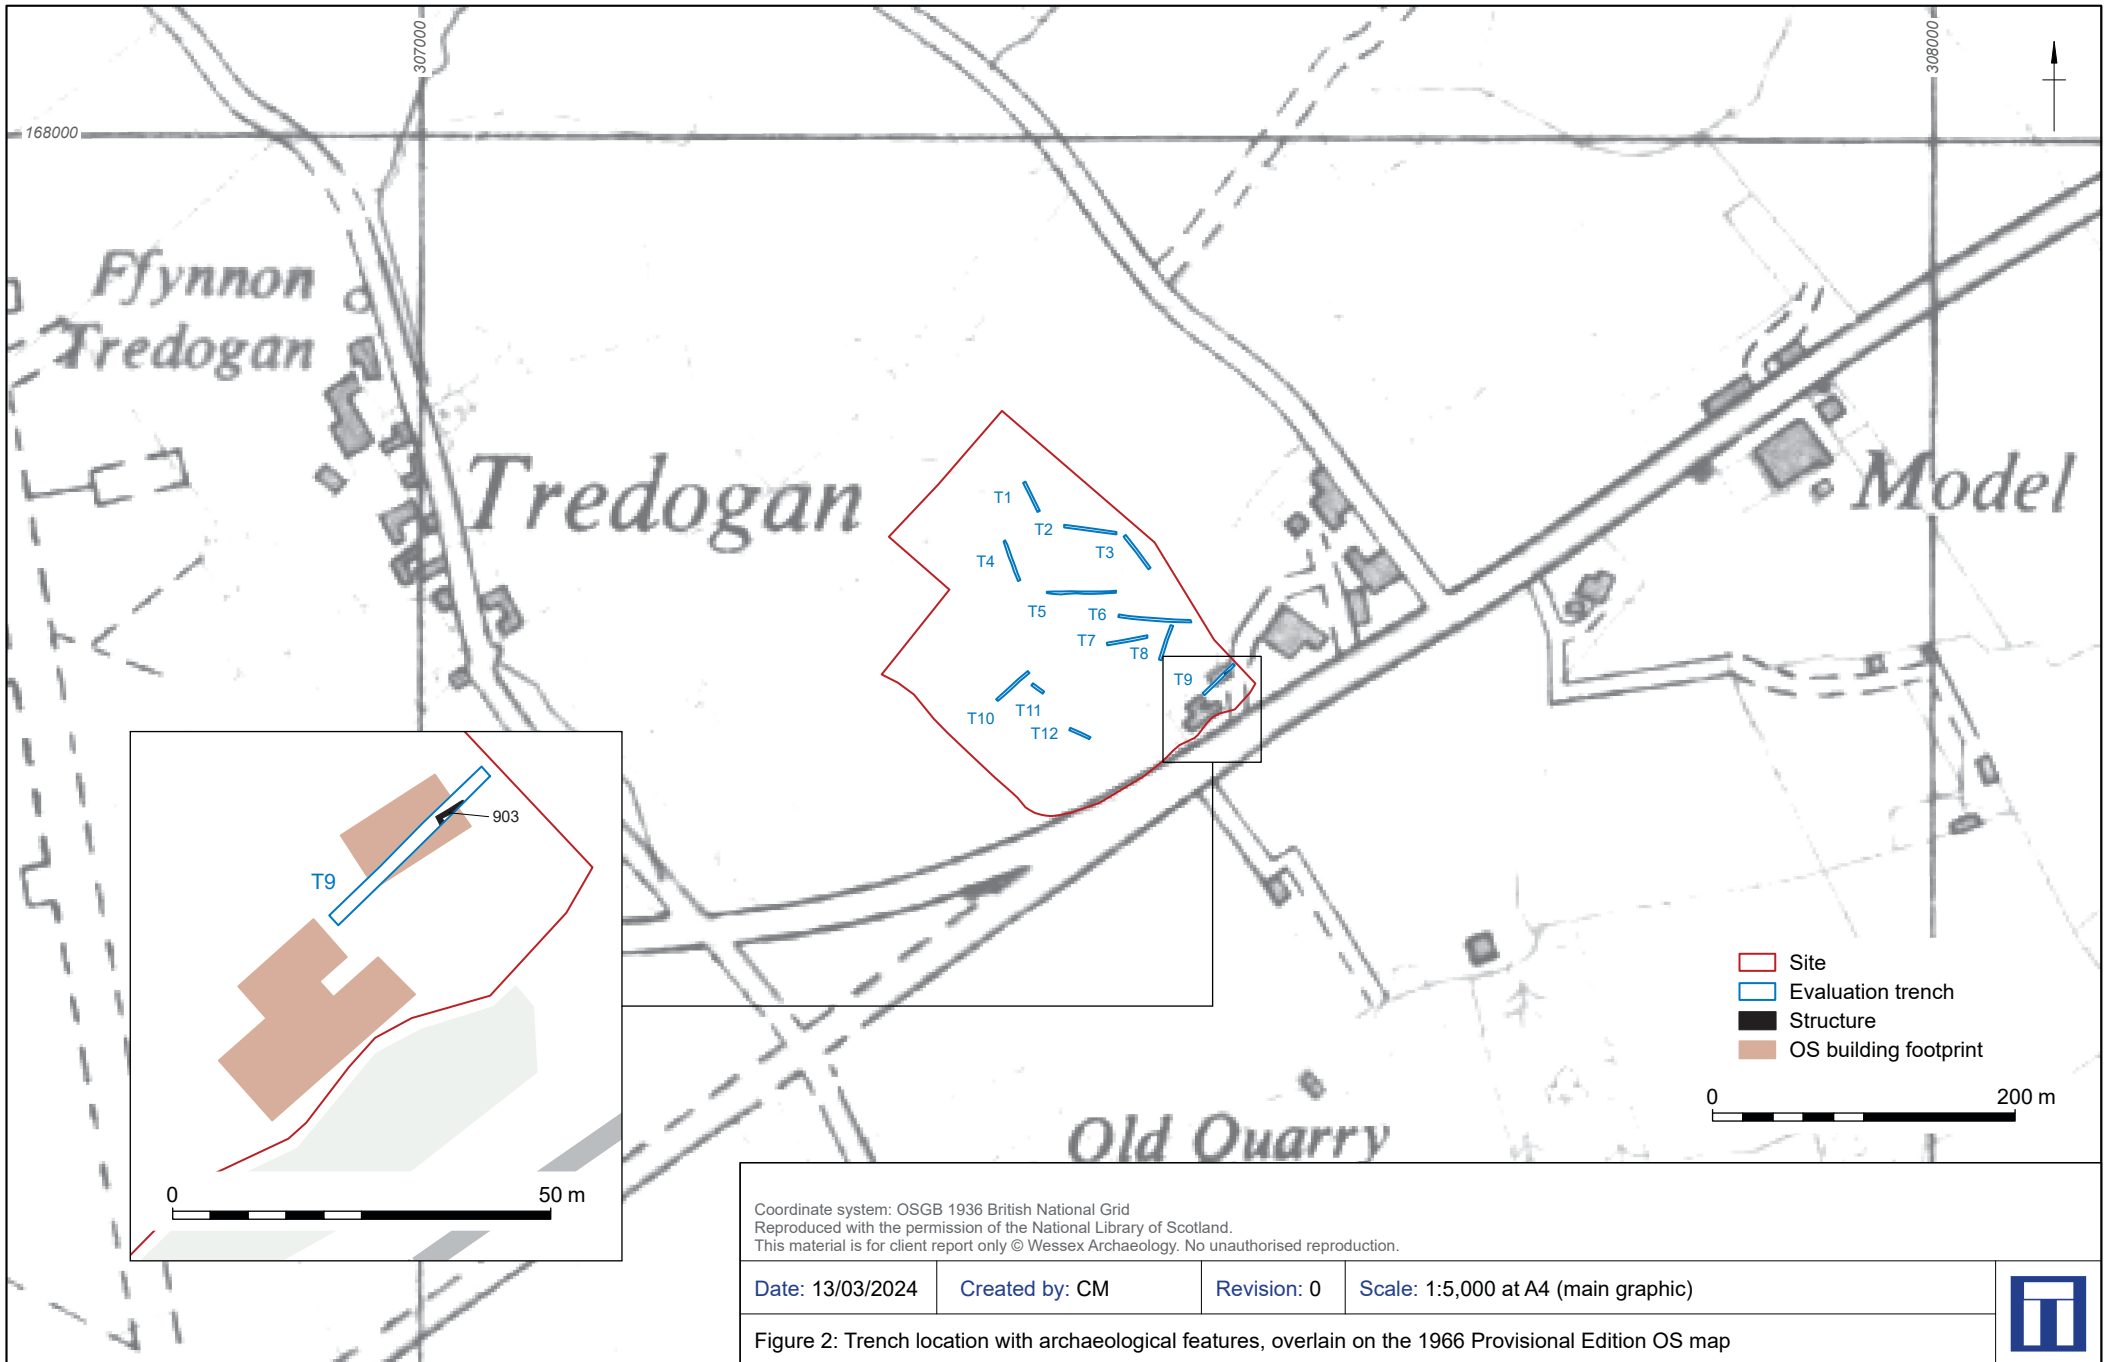 307000
308000
168000
Ffynnon
Tredogan
Tredogan
Model
T1
T2
T3
T4
T5
T6
T7
T8
T9
T10
T11
T12
903
T9
0
50 m
Site
Evaluation trench
Structure
OS building footprint
0
200 m
Old Quarry
Coordinate system: OSGB 1936 British National Grid
Reproduced with the permission of the National Library of Scotland.
This material is for client report only © Wessex Archaeology. No unauthorised reproduction.
Date: 13/03/2024
Created by: CM
Revision: 0
Scale: 1:5,000 at A4 (main graphic)
Figure 2: Trench location with archaeological features, overlain on the 1966 Provisional Edition OS map